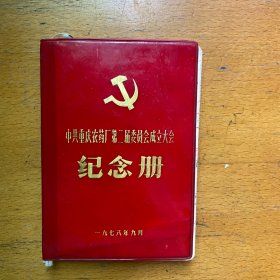 中共重庆农药厂第二届委员会成立大会
纪念册
一九七八年九月